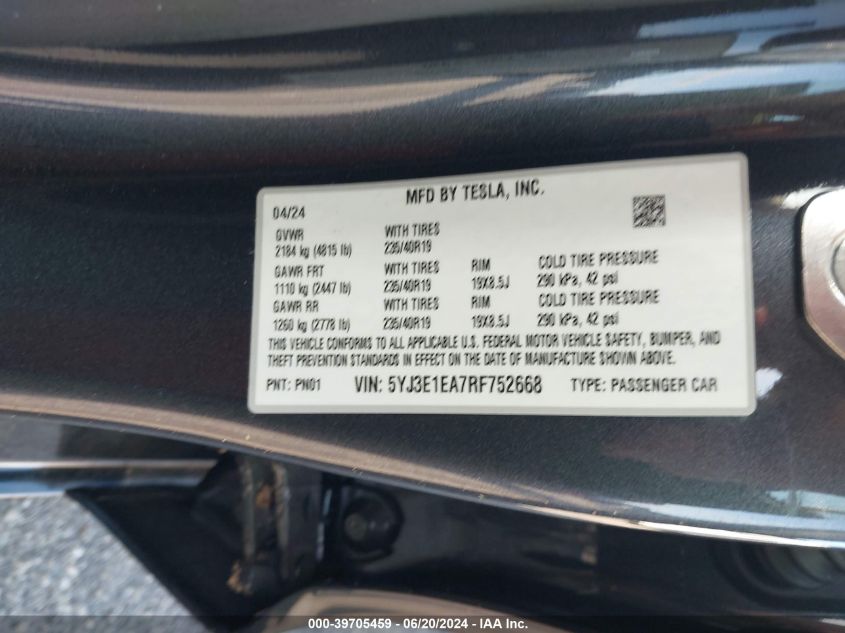 MFD BY TESLA, INC.
04/24
GVWR WITH TIRES
2184 kg (4815 lb) 235/40R19
GAWR FRT WITH TIRES RIM COLD TIRE PRESSURE
1110 kg (2447 lb) 235/40R19 19X8.5J 290 kPa, 42 psi
GAWR RR WITH TIRES RIM COLD TIRE PRESSURE
1260 kg (2778 lb) 235/40R19 19X8.5J 290 kPa, 42 psi
THIS VEHICLE CONFORMS TO ALL APPLICABLE U.S. FEDERAL MOTOR VEHICLE SAFETY, BUMPER, AND
THEFT PREVENTION STANDARDS IN EFFECT ON THE DATE OF MANUFACTURE SHOWN ABOVE.
PNT: PN01 VIN: 5YJ3E1EA7RF752668 TYPE: PASSENGER CAR
000-39705459 - 06/20/2024 - IAA, Inc.